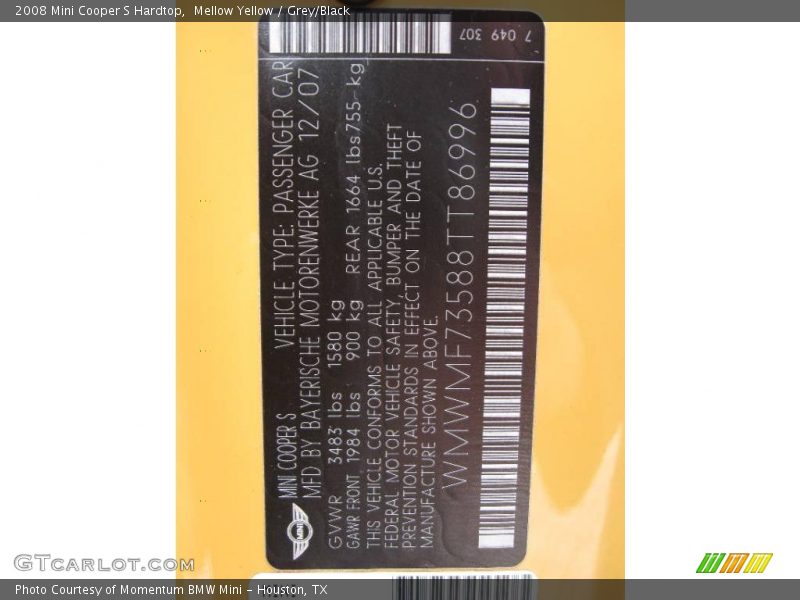 2008 Mini Cooper S Hardtop,  Mellow Yellow / Grey/Black
7 049 307
MINI COOPER S VEHICLE TYPE: PASSENGER CAR
MFD BY BAYERISCHE MOTORENWERKE AG 12/07
GVWR 3483 lbs 1580 kg
GAWR FRONT 1984 lbs 900 kg REAR 1664 lbs 755 kg
THIS VEHICLE CONFORMS TO ALL APPLICABLE U.S.
FEDERAL MOTOR VEHICLE SAFETY, BUMPER AND THEFT
PREVENTION STANDARDS IN EFFECT ON THE DATE OF
MANUFACTURE SHOWN ABOVE.
WMWMF73588TT86996
MINI
GTCarLot.com
Photo Courtesy of Momentum BMW Mini – Houston, TX